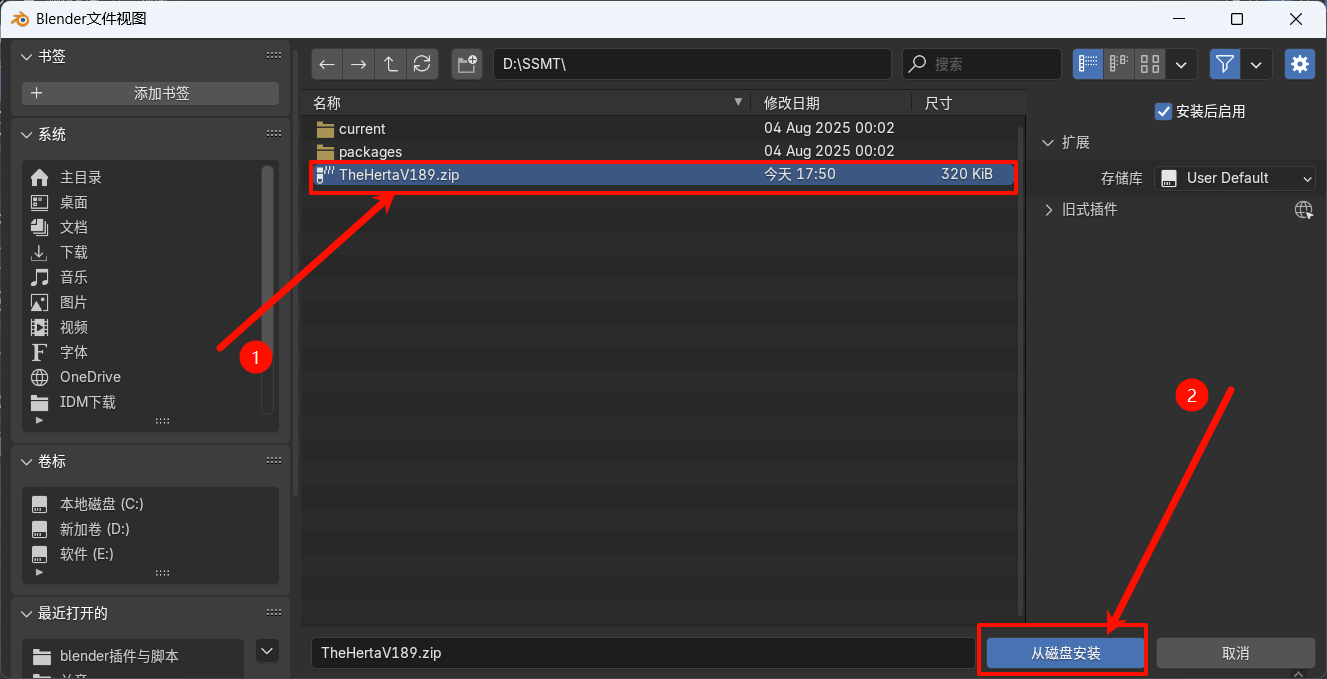 Blender文件视图
书签
添加书签
系统
主目录
桌面
文档
下载
音乐
图片
视频
字体
OneDrive
IDM下载
卷标
本地磁盘 (C:)
新加卷 (D:)
软件 (E:)
最近打开的
blender插件与脚本
D:\SSMT\
搜索
名称 修改日期 尺寸
current 04 Aug 2025 00:02
packages 04 Aug 2025 00:02
TheHertaV189.zip 今天 17:50 320 KiB
1
2
安装后启用
扩展
存储库 User Default
旧式插件
TheHertaV189.zip
从磁盘安装
取消